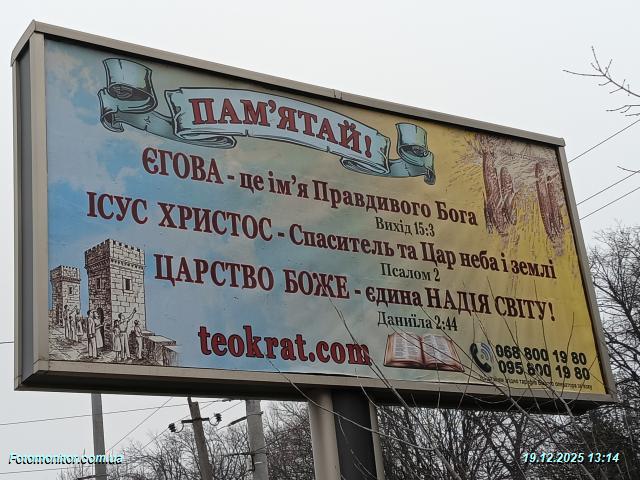 ПАМ'ЯТАЙ!
ЄГОВА - це ім'я Правдивого Бога
Вихід 15:3
ІСУС ХРИСТОС - Спаситель та Цар неба і землі
Псалом 2
ЦАРСТВО БОЖЕ - єдина НАДІЯ СВІТУ!
Даниїла 2:44
teokrat.com
068 800 19 80
095 800 19 80
Fotomonitor.com.ua
19.12.2025 13:14